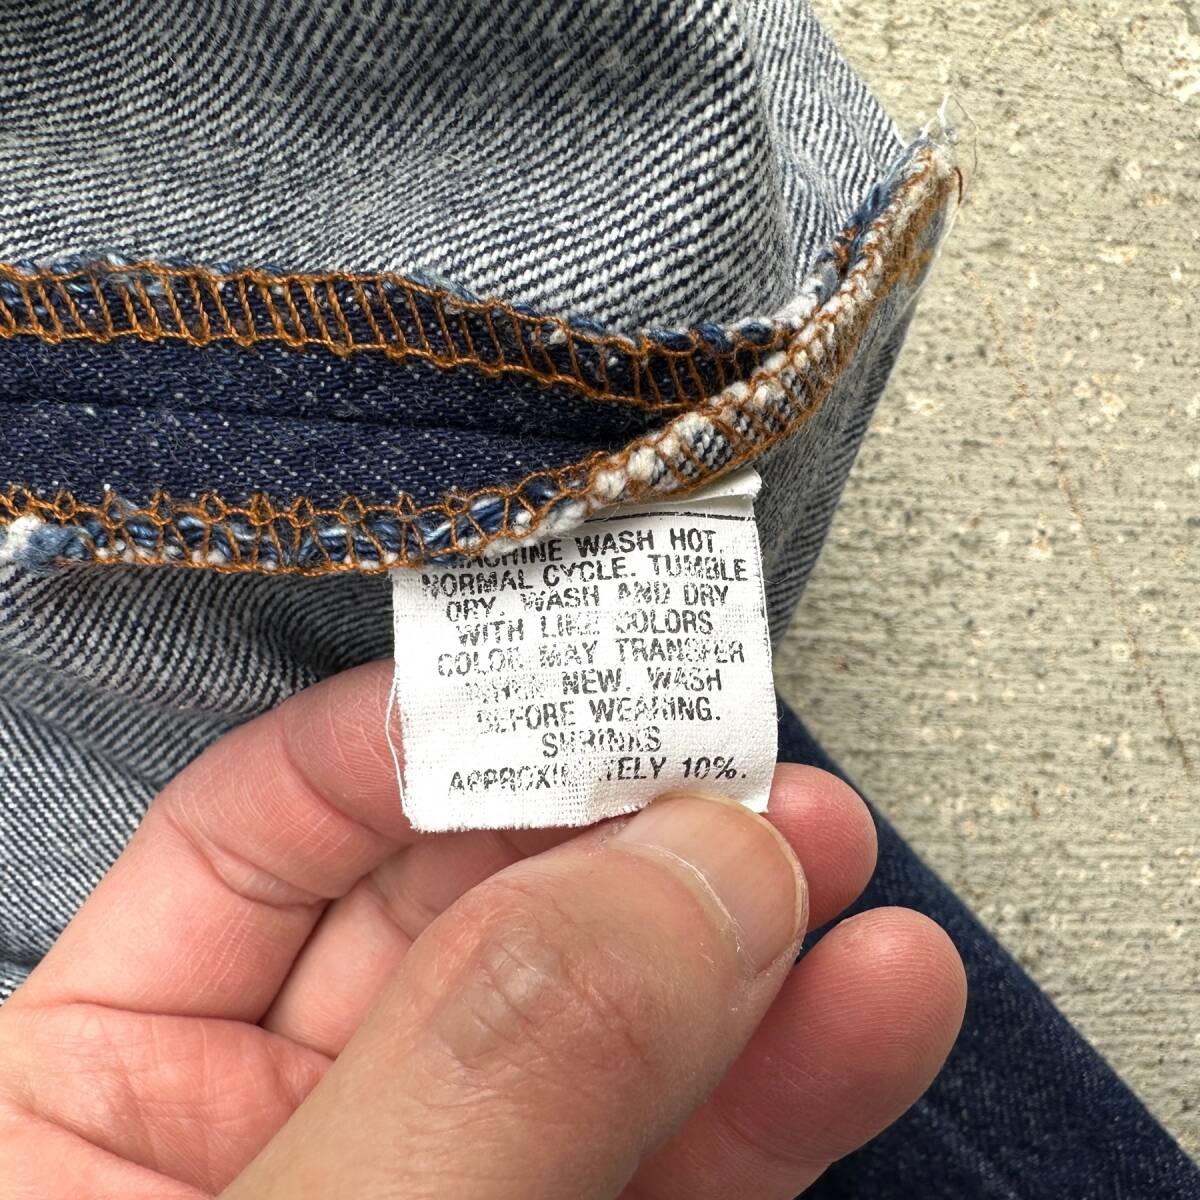 MACHINE WASH HOT
NORMAL CYCLE. TUMBLE
DRY. WASH AND DRY
WITH LIKE COLORS
COLOR MAY TRANSFER
WHEN NEW. WASH
BEFORE WEARING.
SHRINKS
APPROXIMATELY 10%.